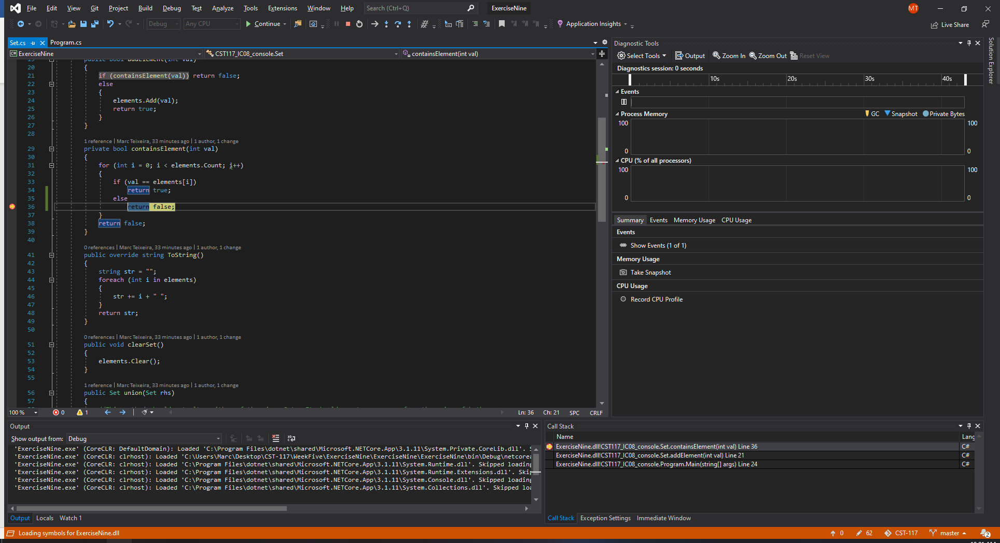 File Edit View Git Project Build Debug Test Analyze Tools Extensions Window Help Search (Ctrl+Q) ExerciseNine MT
Debug Any CPU Continue Application Insights Live Share
Set.cs Program.cs
ExerciseNine CST117_IC08_console.Set containsElement(int val)
19 public bool addElement(int val)
20 {
21 if (containsElement(val)) return false;
22 else
23 {
24 elements.Add(val);
25 return true;
26 }
27 }
28
1 reference | Marc Teixeira, 33 minutes ago | 1 author, 1 change
29 private bool containsElement(int val)
30 {
31 for (int i = 0; i < elements.Count; i++)
32 {
33 if (val == elements[i])
34 return true;
35 else
36 return false;
37 }
38 return false;
39 }
40
0 references | Marc Teixeira, 33 minutes ago | 1 author, 1 change
41 public override string ToString()
42 {
43 string str = "";
44 foreach (int i in elements)
45 {
46 str += i + " ";
47 }
48 return str;
49 }
50
0 references | Marc Teixeira, 33 minutes ago | 1 author, 1 change
51 public void clearSet()
52 {
53 elements.Clear();
54 }
55
1 reference | Marc Teixeira, 33 minutes ago | 1 author, 1 change
56 public Set union(Set rhs)
57 {
100 % 0 1 Ln: 36 Ch: 21 SPC CRLF
Diagnostic Tools
Select Tools Output Zoom In Zoom Out Reset View
Diagnostics session: 0 seconds
10s 20s 30s 40s
Events
Process Memory GC Snapshot Private Bytes
100 100
0 0
CPU (% of all processors)
100 100
0 0
Summary Events Memory Usage CPU Usage
Events
Show Events (1 of 1)
Memory Usage
Take Snapshot
CPU Usage
Record CPU Profile
Solution Explorer
Output
Show output from: Debug
'ExerciseNine.exe' (CoreCLR: DefaultDomain): Loaded 'C:\Program Files\dotnet\shared\Microsoft.NETCore.App\3.1.11\System.Private.CoreLib.dll'.
'ExerciseNine.exe' (CoreCLR: clrhost): Loaded 'C:\Users\Marc\Desktop\CST-117\WeekFive\ExerciseNine\ExerciseNine\ExerciseNine\bin\Debug\netcorea
'ExerciseNine.exe' (CoreCLR: clrhost): Loaded 'C:\Program Files\dotnet\shared\Microsoft.NETCore.App\3.1.11\System.Runtime.dll'. Skipped loading
'ExerciseNine.exe' (CoreCLR: clrhost): Loaded 'C:\Program Files\dotnet\shared\Microsoft.NETCore.App\3.1.11\System.Runtime.Extensions.dll'. Skip
'ExerciseNine.exe' (CoreCLR: clrhost): Loaded 'C:\Program Files\dotnet\shared\Microsoft.NETCore.App\3.1.11\System.Console.dll'. Skipped loading
'ExerciseNine.exe' (CoreCLR: clrhost): Loaded 'C:\Program Files\dotnet\shared\Microsoft.NETCore.App\3.1.11\System.Collections.dll'. Skipped loa
Output Locals Watch 1
Call Stack
Name Lang
ExerciseNine.dll!CST117_IC08_console.Set.containsElement(int val) Line 36 C#
ExerciseNine.dll!CST117_IC08_console.Set.addElement(int val) Line 21 C#
ExerciseNine.dll!CST117_IC08_console.Program.Main(string[] args) Line 24 C#
Call Stack Exception Settings Immediate Window
Loading symbols for ExerciseNine.dll 0 62 CST-117 master 2